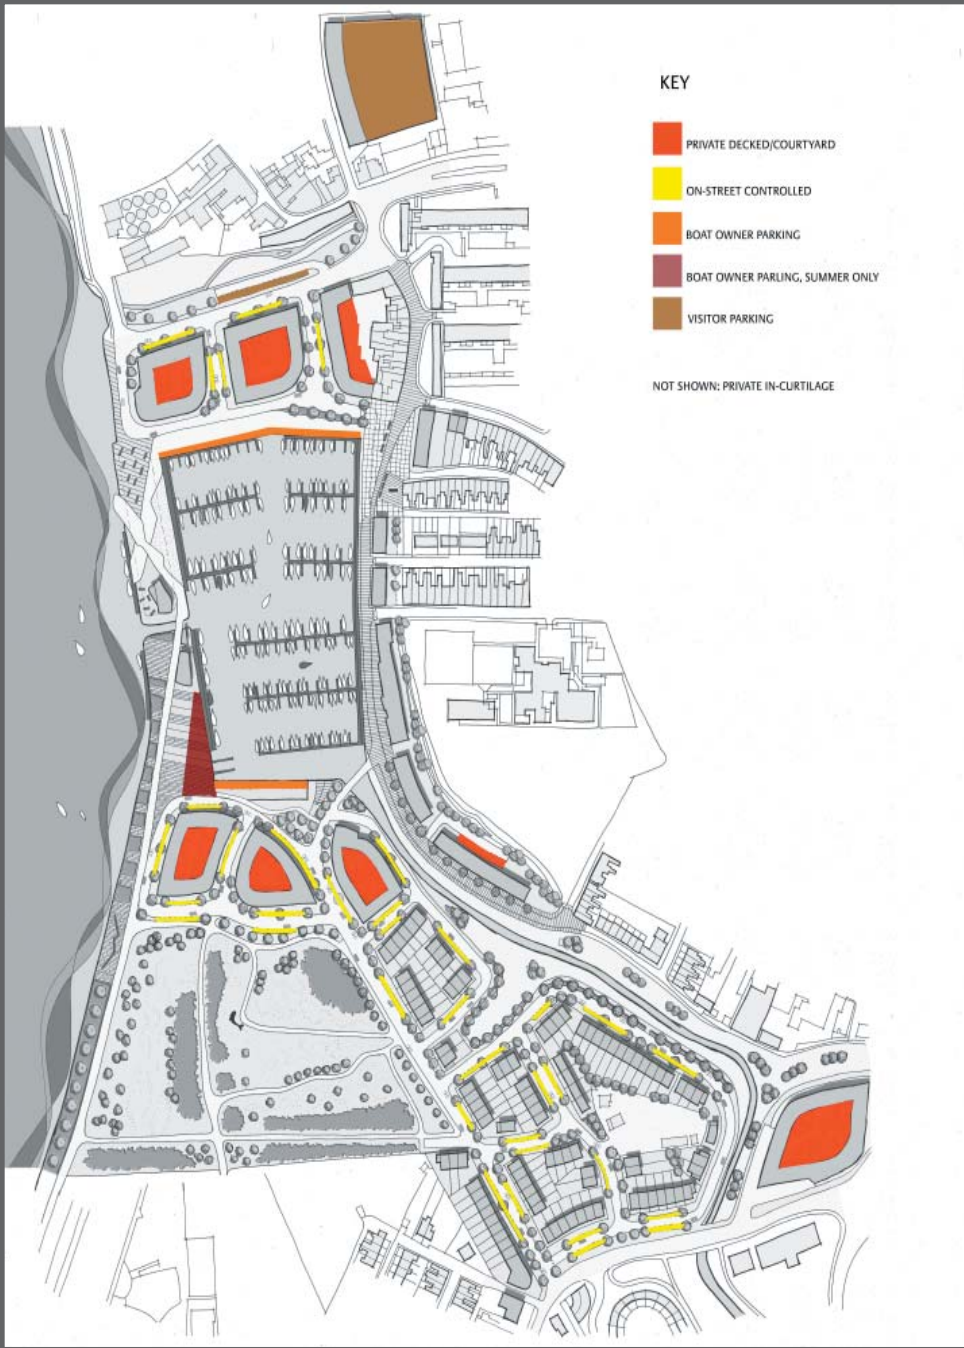 KEY
PRIVATE DECKED/COURTYARD
ON-STREET CONTROLLED
BOAT OWNER PARKING
BOAT OWNER PARLING, SUMMER ONLY
VISITOR PARKING
NOT SHOWN: PRIVATE IN-CURTILAGE